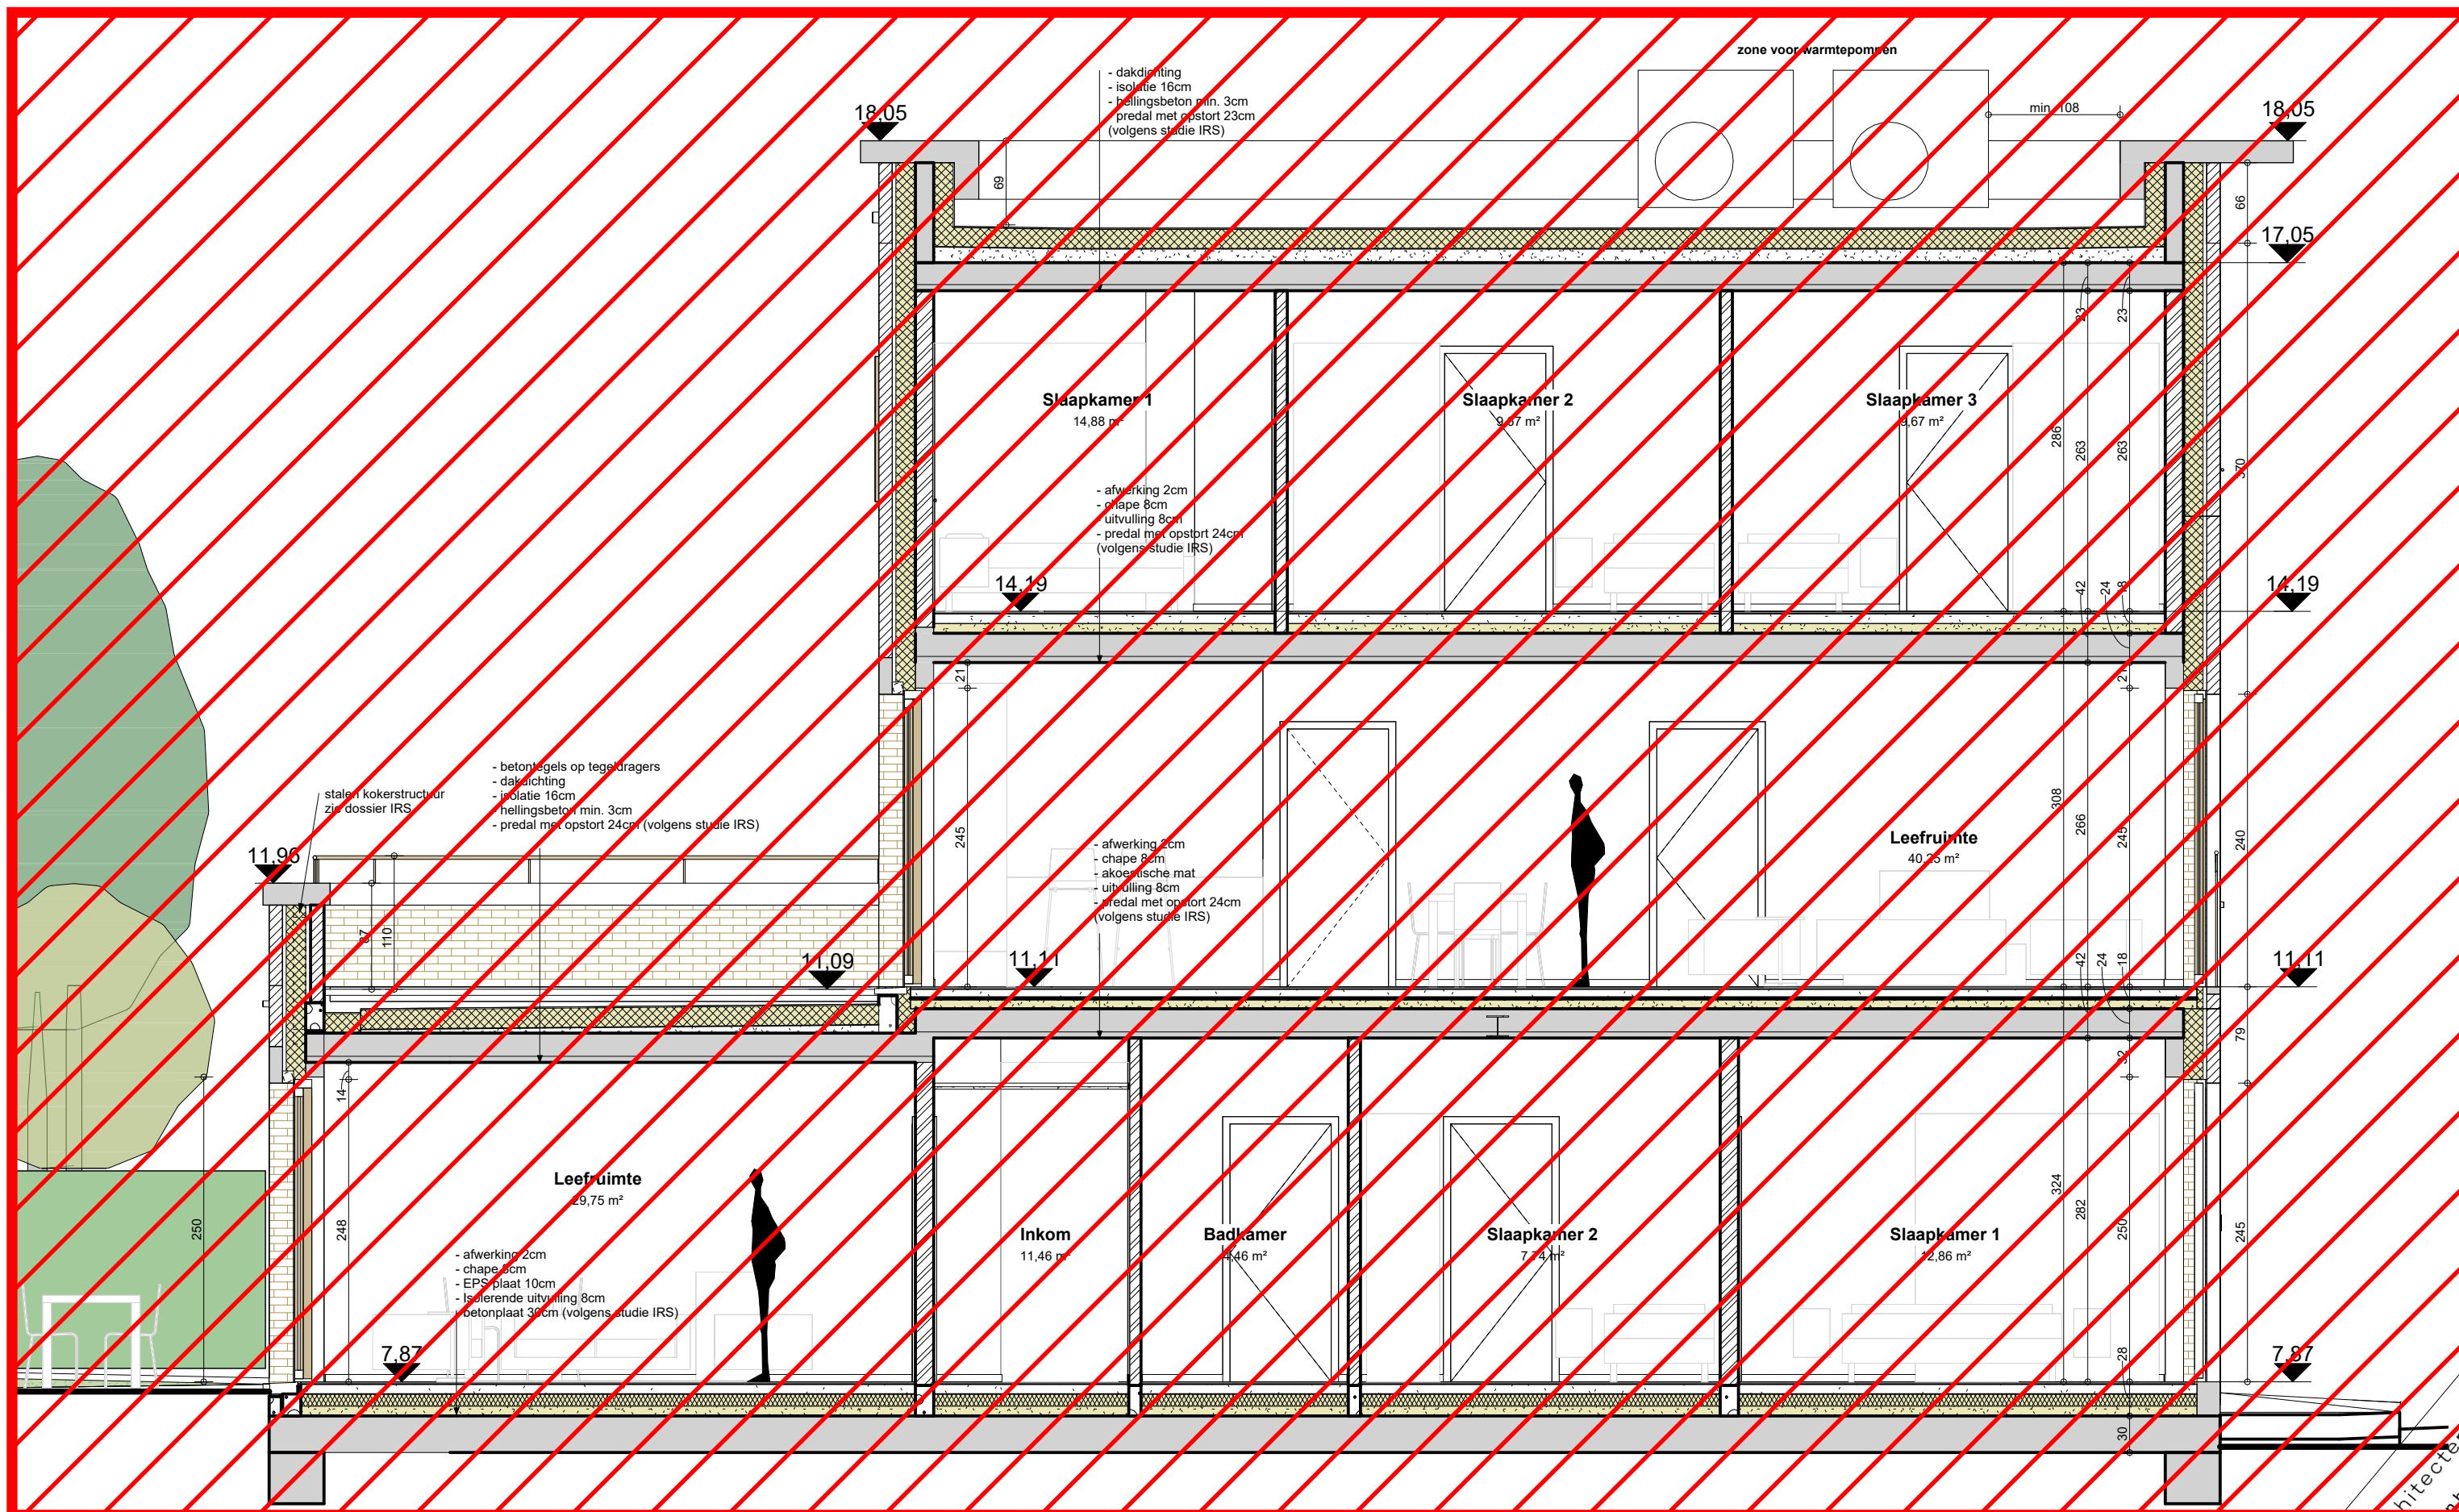 zone voor warmtepompen
- dakdichting
- isolatie 16cm
- hellingsbeton min. 3cm
- predal met opstort 23cm
(volgens studie IRS)
18,05
min. 108
18,05
69
66
17,05
23
23
Slaapkamer 1
14,88 m²
Slaapkamer 2
9,67 m²
Slaapkamer 3
9,67 m²
286
263
263
370
- afwerking 2cm
- chape 8cm
- uitvulling 8cm
- predal met opstort 24cm
(volgens studie IRS)
14,19
42
24
18
14,19
21
21
- betontegels op tegeldragers
- dakdichting
- isolatie 16cm
- hellingsbeton min. 3cm
- predal met opstort 24cm (volgens studie IRS)
stalen kokerstructuur
zie dossier IRS
245
308
266
245
240
Leefruimte
40,25 m²
- afwerking 2cm
- chape 8cm
- akoestische mat
- uitvulling 8cm
- predal met opstort 24cm
(volgens studie IRS)
11,96
87
110
11,09
11,11
42
24
18
11,11
79
32
14
Leefruimte
29,75 m²
Inkom
11,46 m²
Badkamer
4,46 m²
Slaapkamer 2
7,74 m²
Slaapkamer 1
12,86 m²
250
248
324
282
250
245
- afwerking 2cm
- chape 8cm
- EPS plaat 10cm
- Isolerende uitvulling 8cm
- betonplaat 30cm (volgens studie IRS)
7,87
28
7,87
30